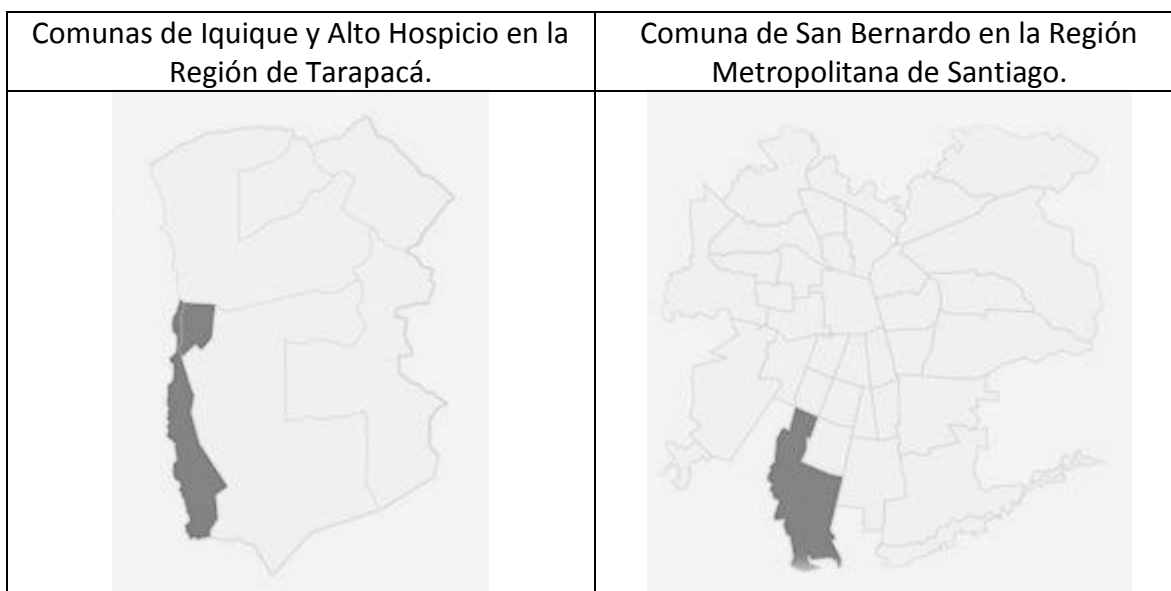 Comunas de Iquique y Alto Hospicio en la
Región de Tarapacá.
Comuna de San Bernardo en la Región
Metropolitana de Santiago.